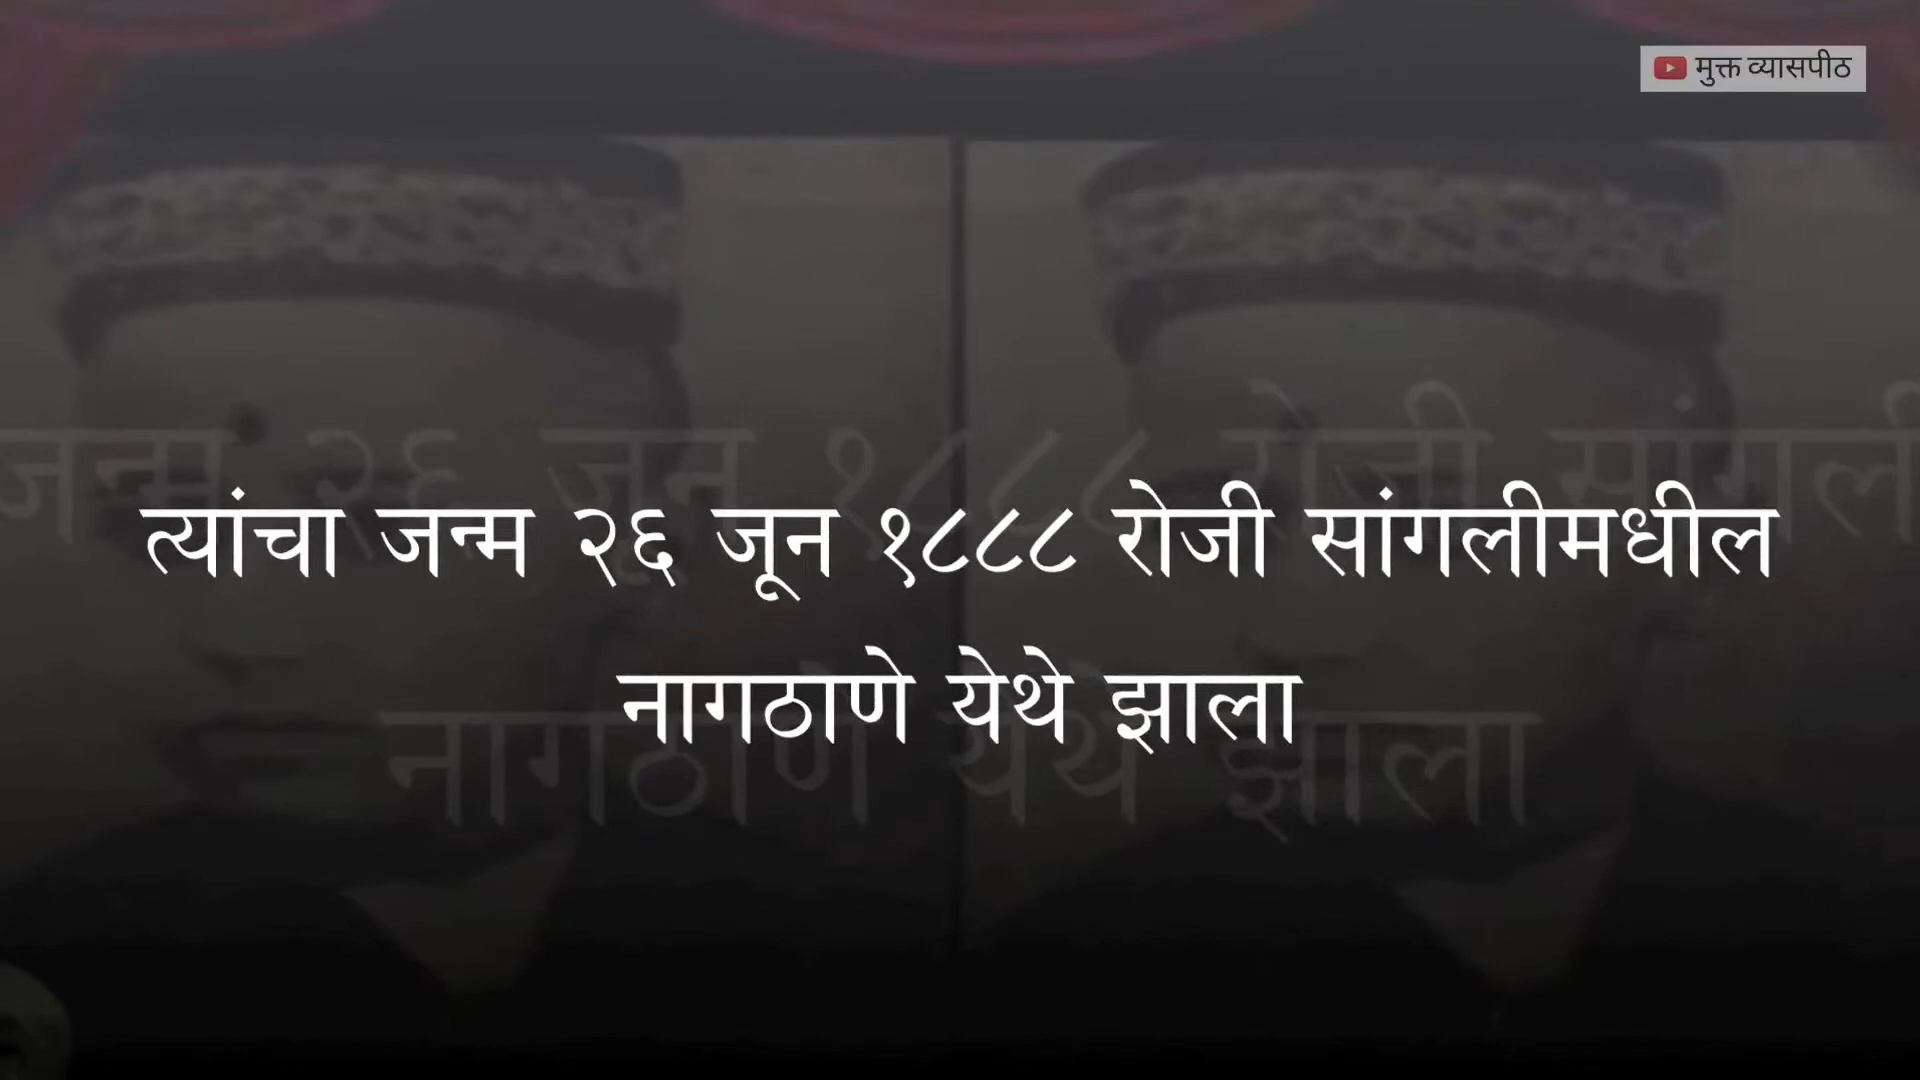 मुक्त व्यासपीठ
त्यांचा जन्म २६ जून १८८८ रोजी सांगलीमधील
नागठाणे येथे झाला